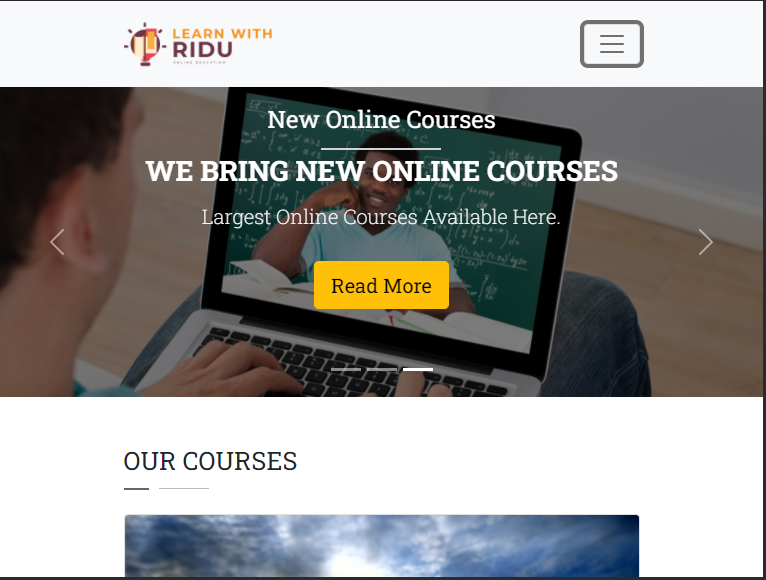 LEARN WITH
RIDU
ONLINE EDUCATION
New Online Courses
WE BRING NEW ONLINE COURSES
Largest Online Courses Available Here.
Read More
OUR COURSES